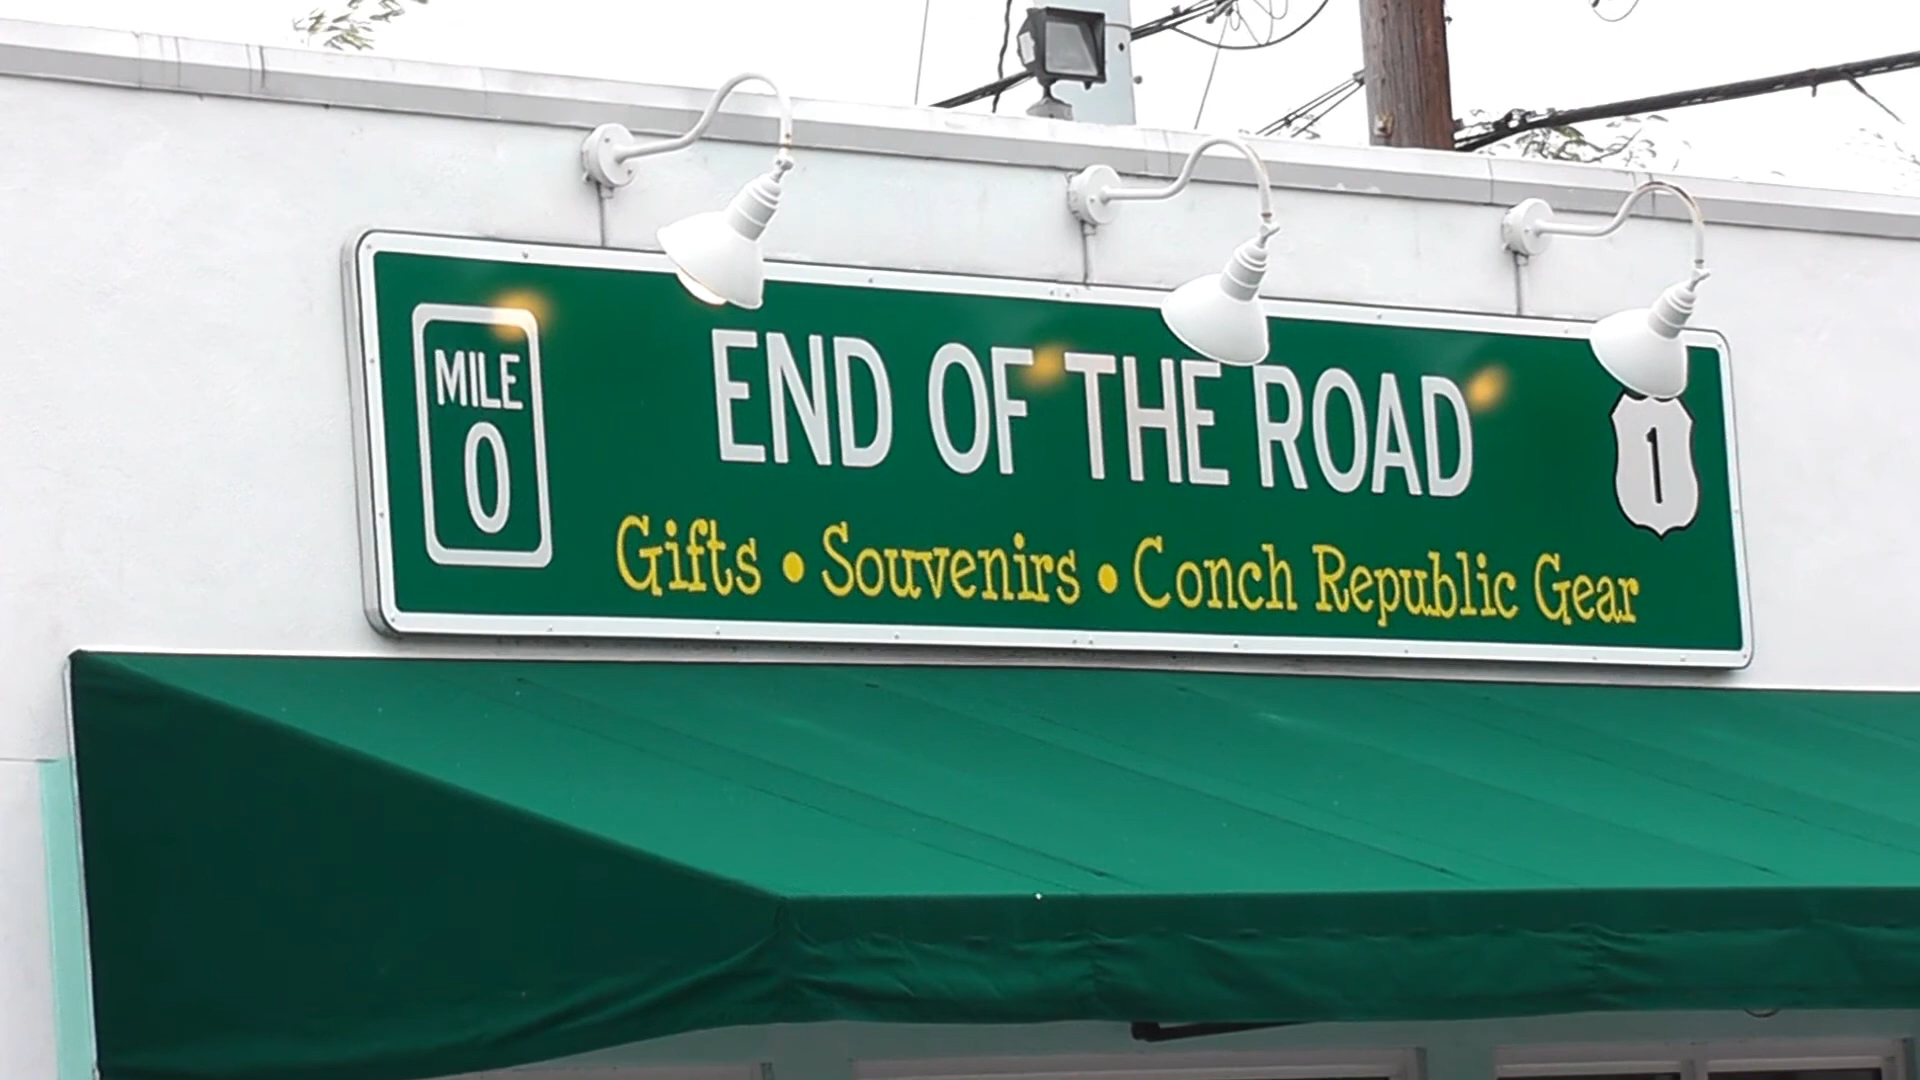 MILE
0
END OF THE ROAD
1
Gifts • Souvenirs • Conch Republic Gear